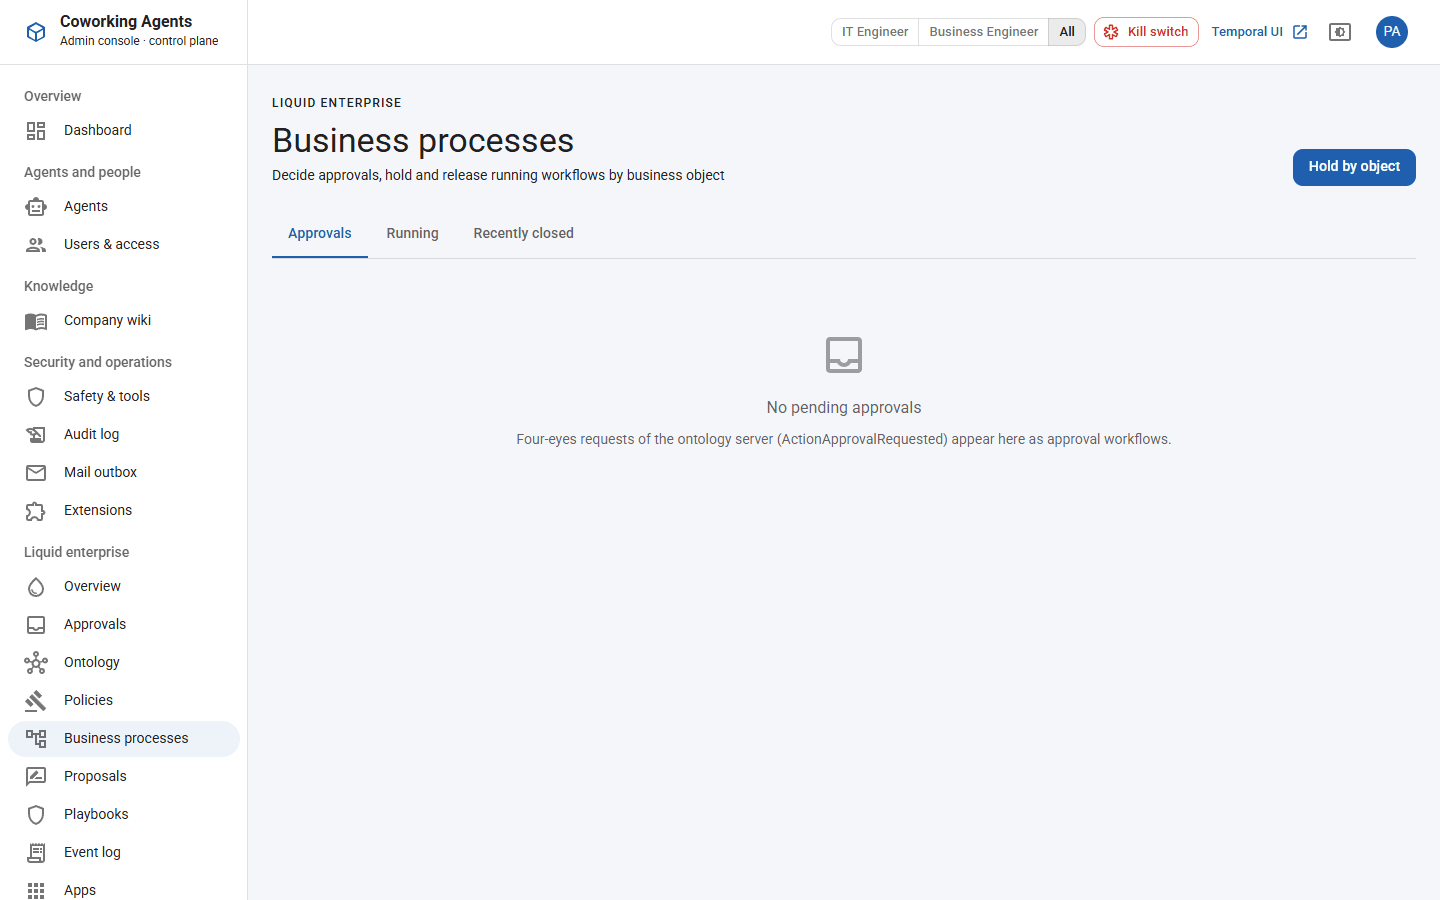 Coworking Agents
Admin console · control plane
IT Engineer
Business Engineer
All
Kill switch
Temporal UI
PA
Overview
Dashboard
Agents and people
Agents
Users & access
Knowledge
Company wiki
Security and operations
Safety & tools
Audit log
Mail outbox
Extensions
Liquid enterprise
Overview
Approvals
Ontology
Policies
Business processes
Proposals
Playbooks
Event log
Apps
LIQUID ENTERPRISE
Business processes
Decide approvals, hold and release running workflows by business object
Hold by object
Approvals
Running
Recently closed
No pending approvals
Four-eyes requests of the ontology server (ActionApprovalRequested) appear here as approval workflows.